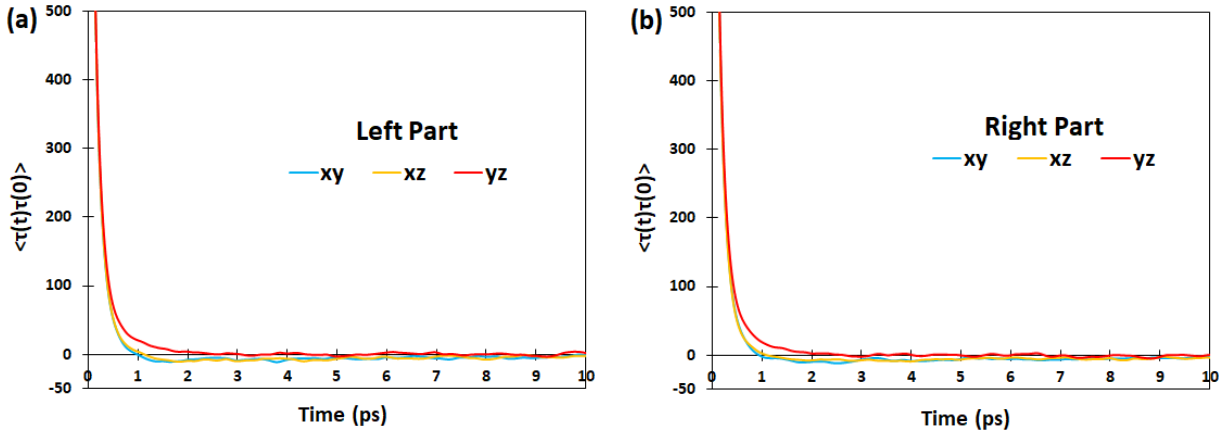 (a)
500
400
300
200
100
0
-50
<τ(t)τ(0)>
Left Part
xy xz yz
0 1 2 3 4 5 6 7 8 9 10
Time (ps)
(b)
500
400
300
200
100
0
-50
<τ(t)τ(0)>
Right Part
xy xz yz
0 1 2 3 4 5 6 7 8 9 10
Time (ps)